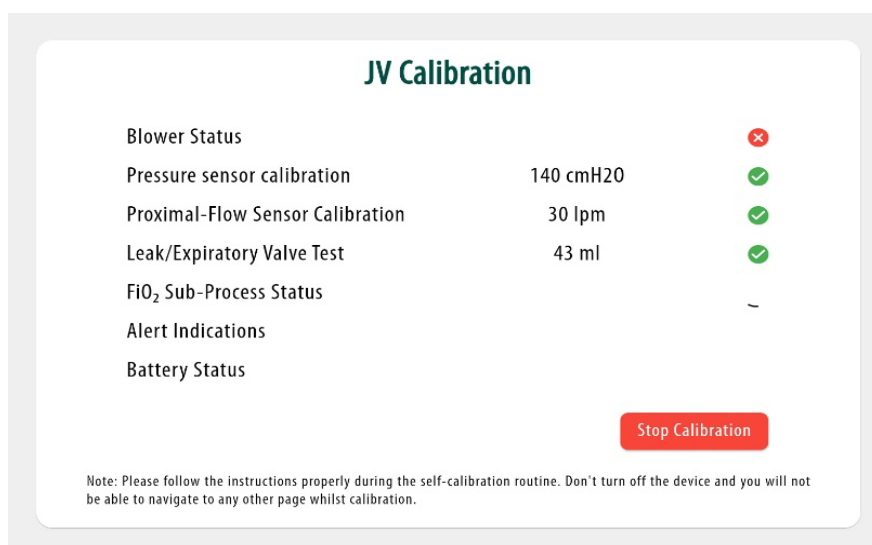 JV Calibration
Blower Status
Pressure sensor calibration 140 cmH2O
Proximal-Flow Sensor Calibration 30 lpm
Leak/Expiratory Valve Test 43 ml
FiO₂ Sub-Process Status
Alert Indications
Battery Status
Stop Calibration
Note: Please follow the instructions properly during the self-calibration routine. Don't turn off the device and you will not
be able to navigate to any other page whilst calibration.